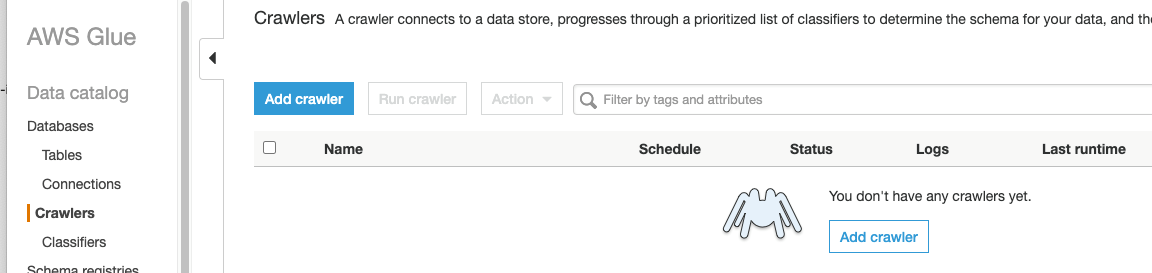 AWS Glue
Data catalog
Databases
Tables
Connections
Crawlers
Classifiers
Schema registries
Crawlers A crawler connects to a data store, progresses through a prioritized list of classifiers to determine the schema for your data, and
Add crawler Run crawler Action Filter by tags and attributes
Name Schedule Status Logs Last runtime
You don't have any crawlers yet.
Add crawler